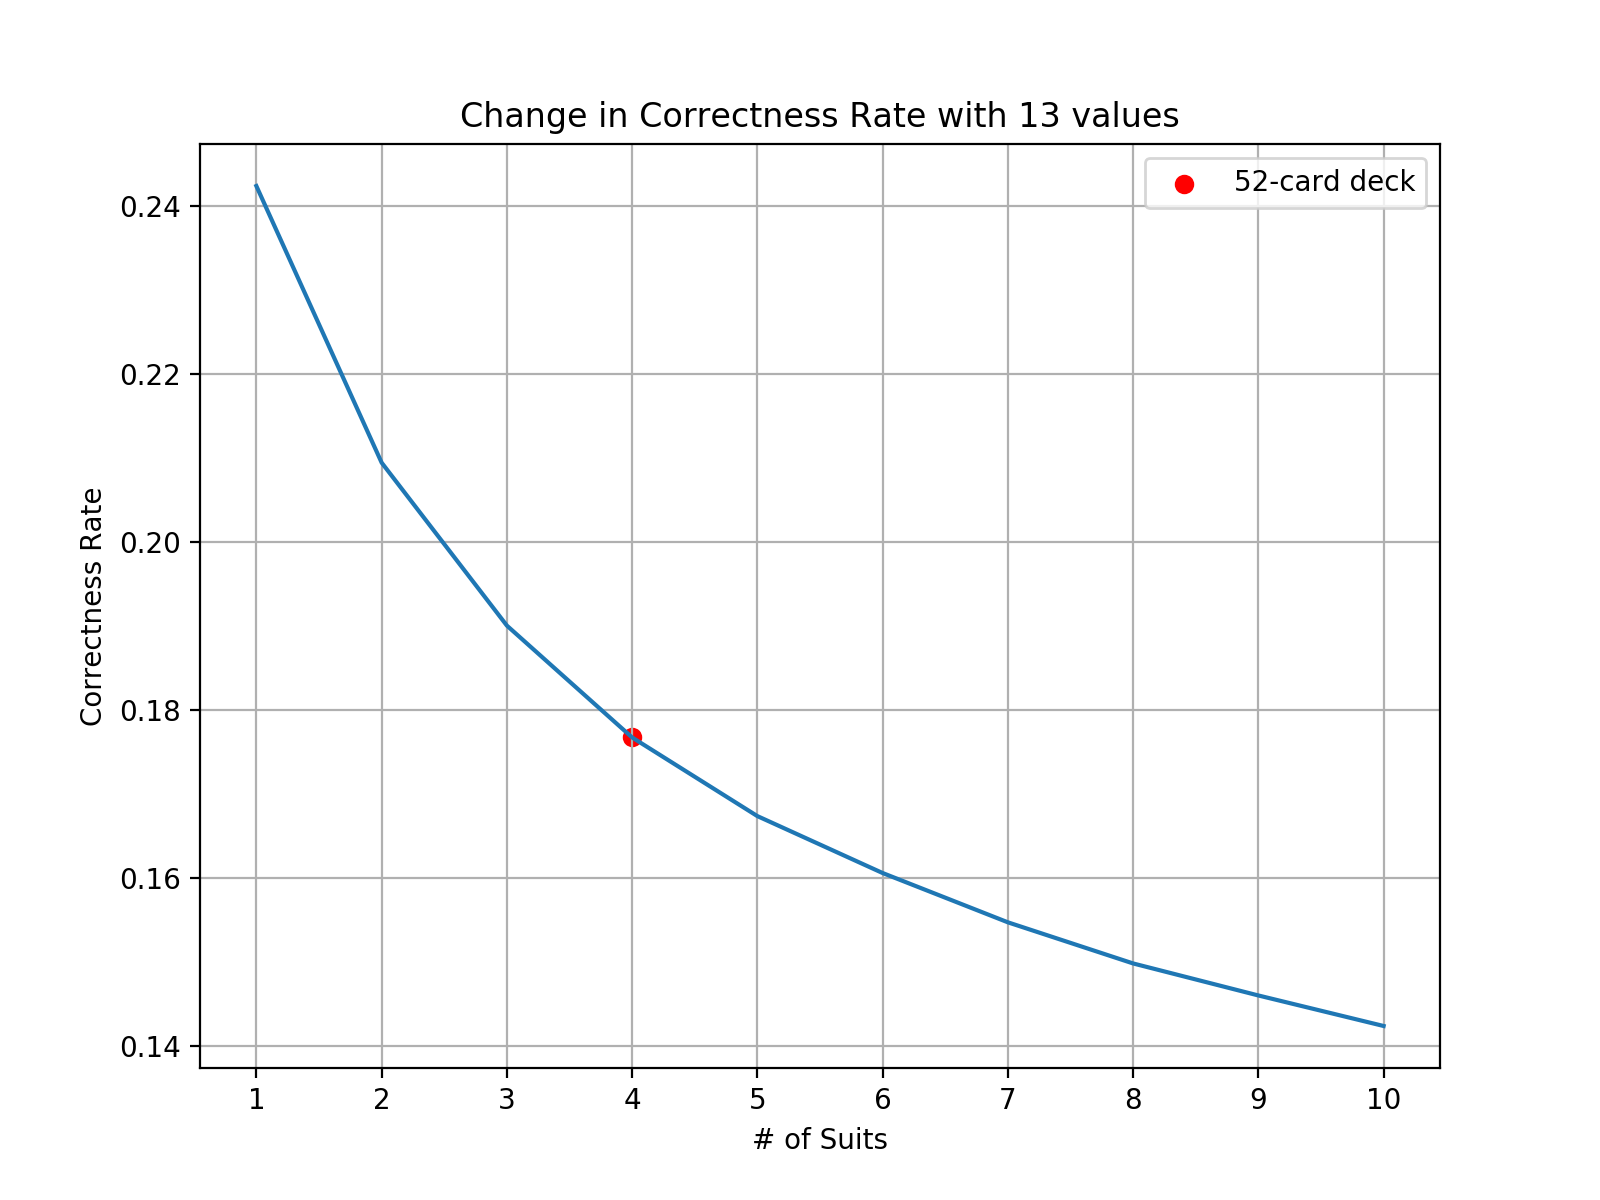 Change in Correctness Rate with 13 values
52-card deck
Correctness Rate
0.24
0.22
0.20
0.18
0.16
0.14
1 2 3 4 5 6 7 8 9 10
# of Suits